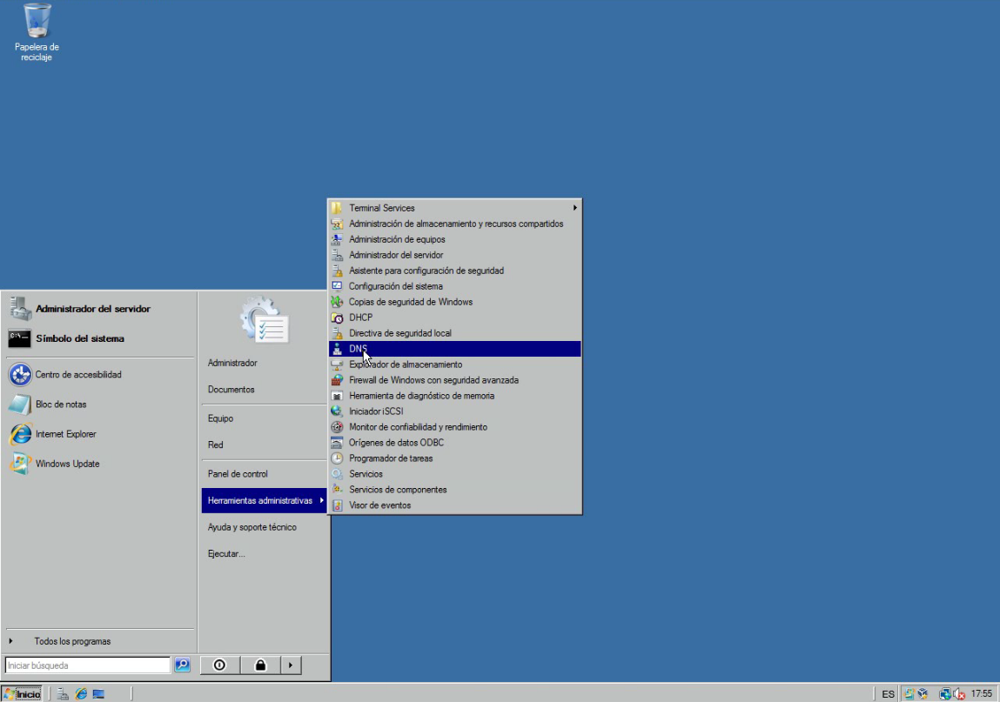 Papelera de
reciclaje
Terminal Services
Administración de almacenamiento y recursos compartidos
Administración de equipos
Administrador del servidor
Asistente para configuración de seguridad
Configuración del sistema
Copias de seguridad de Windows
DHCP
Directiva de seguridad local
DNS
Explorador de almacenamiento
Firewall de Windows con seguridad avanzada
Herramienta de diagnóstico de memoria
Iniciador iSCSI
Monitor de confiabilidad y rendimiento
Orígenes de datos ODBC
Programador de tareas
Servicios
Servicios de componentes
Visor de eventos
Administrador del servidor
Símbolo del sistema
Centro de accesibilidad
Bloc de notas
Internet Explorer
Windows Update
Todos los programas
Iniciar búsqueda
Administrador
Documentos
Equipo
Red
Panel de control
Herramientas administrativas
Ayuda y soporte técnico
Ejecutar...
Inicio
ES
17:55